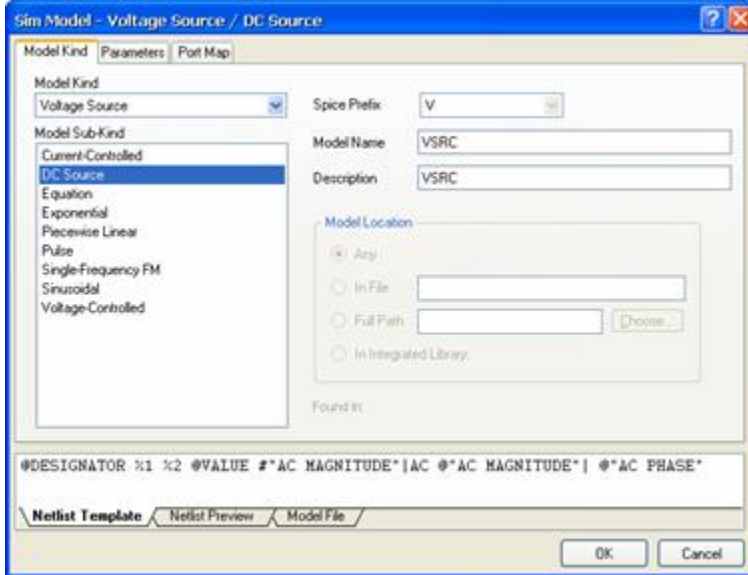 Sim Model - Voltage Source / DC Source
Model Kind Parameters Port Map
Model Kind
Voltage Source
Model Sub-Kind
Current-Controlled
DC Source
Equation
Exponential
Piecewise Linear
Pulse
Single-Frequency FM
Sinusoidal
Voltage-Controlled
Spice Prefix V
Model Name VSRC
Description VSRC
Model Location
Any
In File
Full Path Choose...
In Integrated Library
Found in:
@DESIGNATOR %1 %2 @VALUE #"AC MAGNITUDE"|AC @"AC MAGNITUDE"| @"AC PHASE"
Netlist Template Netlist Preview Model File
OK Cancel